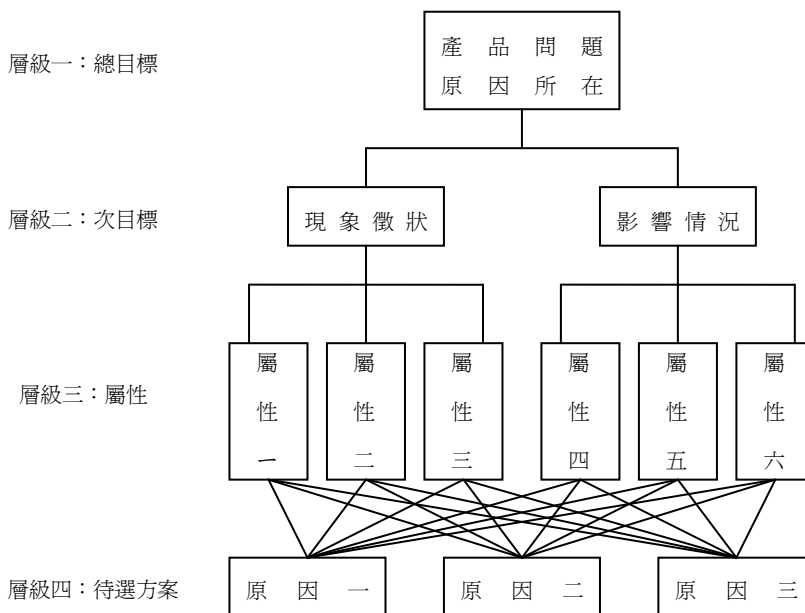 層級一：總目標
產品問題
原因所在
層級二：次目標
現象徵狀
影響情況
層級三：屬性
屬性一
屬性二
屬性三
屬性四
屬性五
屬性六
層級四：待選方案
原因一
原因二
原因三